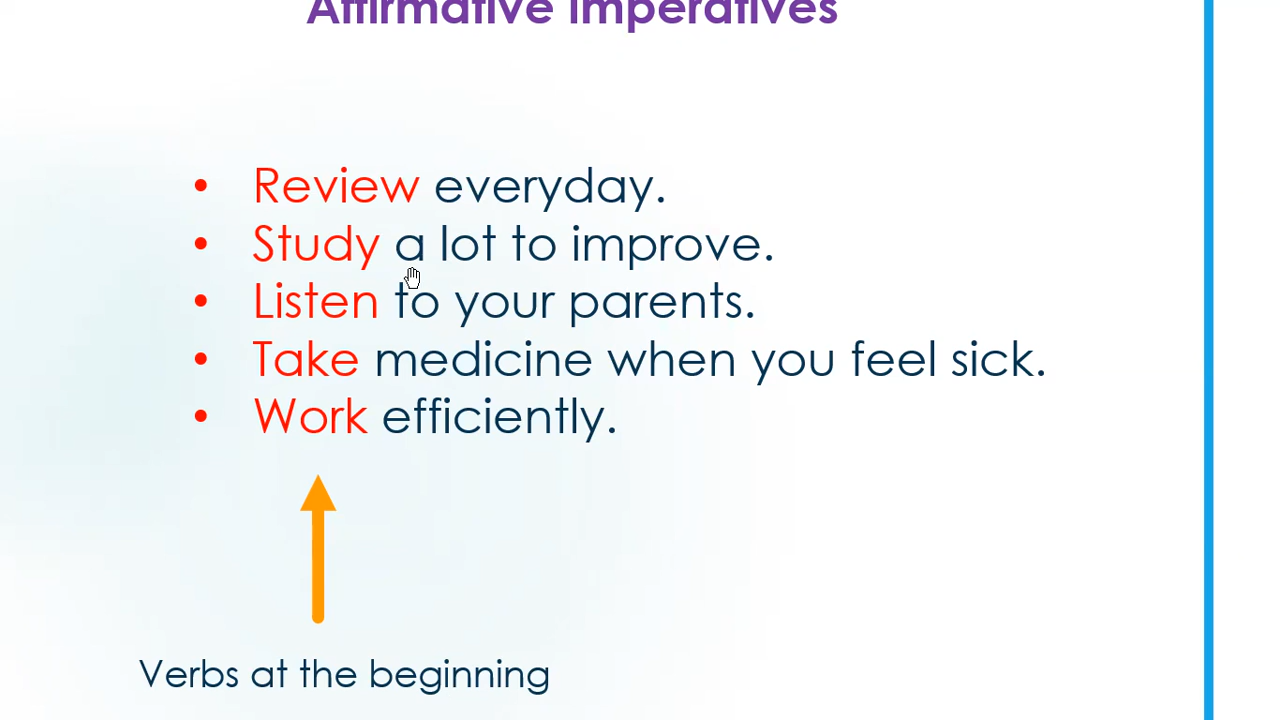 Affirmative Imperatives
• Review everyday.
• Study a lot to improve.
• Listen to your parents.
• Take medicine when you feel sick.
• Work efficiently.
Verbs at the beginning